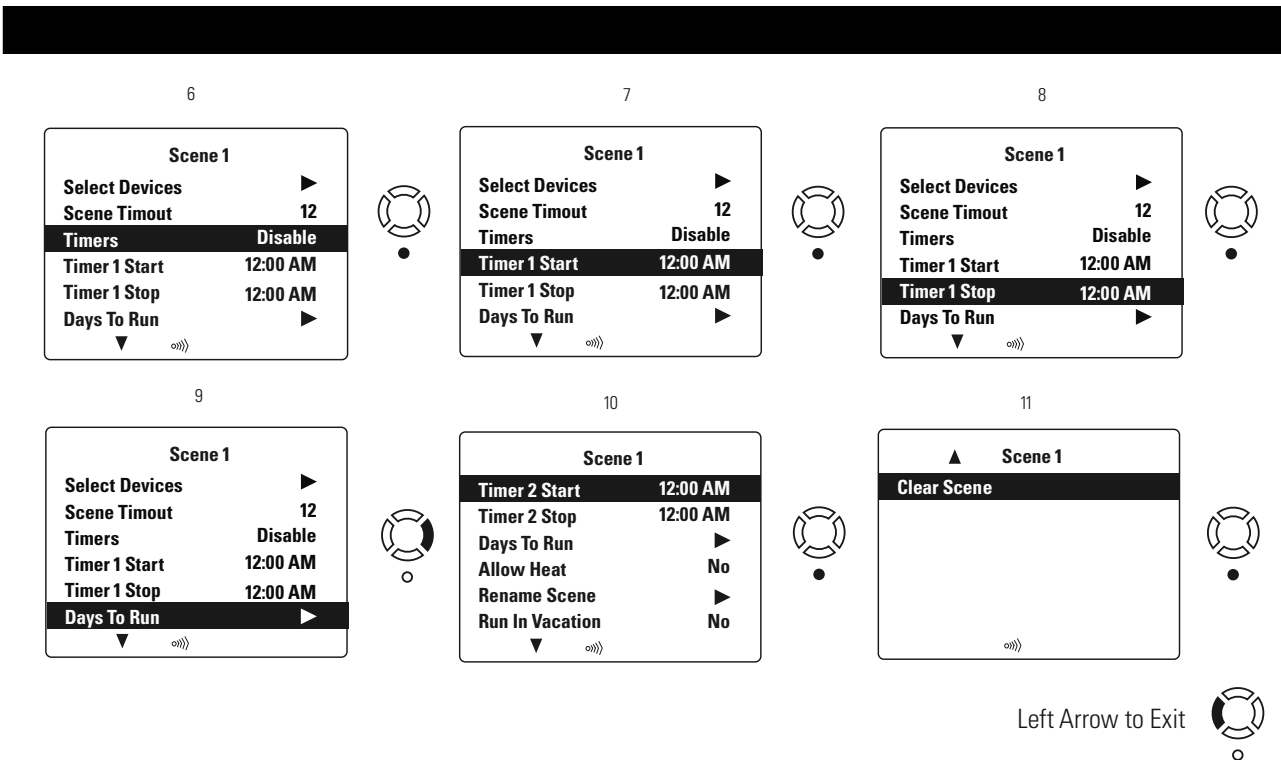 6
Scene 1
Select Devices ▶
Scene Timout 12
Timers Disable
Timer 1 Start 12:00 AM
Timer 1 Stop 12:00 AM
Days To Run ▶
7
Scene 1
Select Devices ▶
Scene Timout 12
Timers Disable
Timer 1 Start 12:00 AM
Timer 1 Stop 12:00 AM
Days To Run ▶
8
Scene 1
Select Devices ▶
Scene Timout 12
Timers Disable
Timer 1 Start 12:00 AM
Timer 1 Stop 12:00 AM
Days To Run ▶
9
Scene 1
Select Devices ▶
Scene Timout 12
Timers Disable
Timer 1 Start 12:00 AM
Timer 1 Stop 12:00 AM
Days To Run ▶
10
Scene 1
Timer 2 Start 12:00 AM
Timer 2 Stop 12:00 AM
Days To Run ▶
Allow Heat No
Rename Scene ▶
Run In Vacation No
11
▲ Scene 1
Clear Scene
Left Arrow to Exit